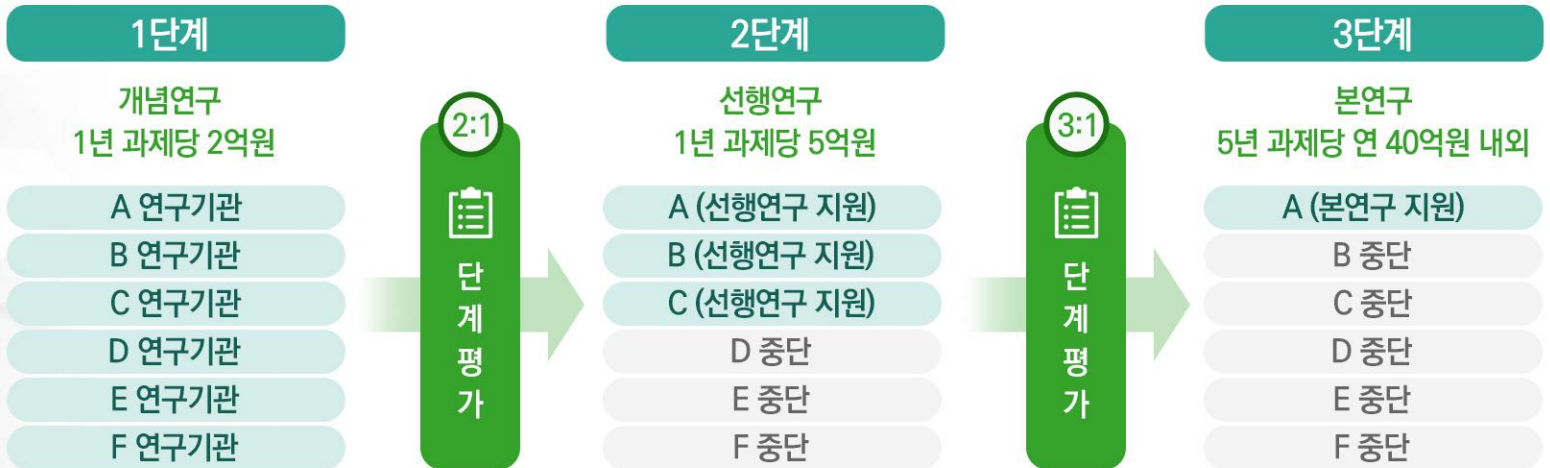 1단계
개념연구
1년 과제당 2억원
A 연구기관
B 연구기관
C 연구기관
D 연구기관
E 연구기관
F 연구기관
2:1
단계평가
2단계
선행연구
1년 과제당 5억원
A (선행연구 지원)
B (선행연구 지원)
C (선행연구 지원)
D 중단
E 중단
F 중단
3:1
단계평가
3단계
본연구
5년 과제당 연 40억원 내외
A (본연구 지원)
B 중단
C 중단
D 중단
E 중단
F 중단